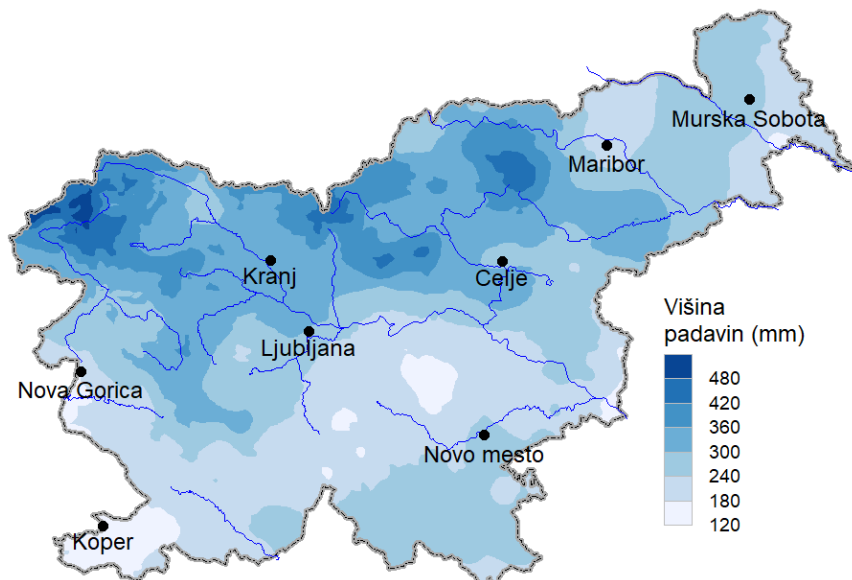 Murska Sobota
Maribor
Kranj
Celje
Ljubljana
Nova Gorica
Novo mesto
Koper
Višina
padavin (mm)
480
420
360
300
240
180
120